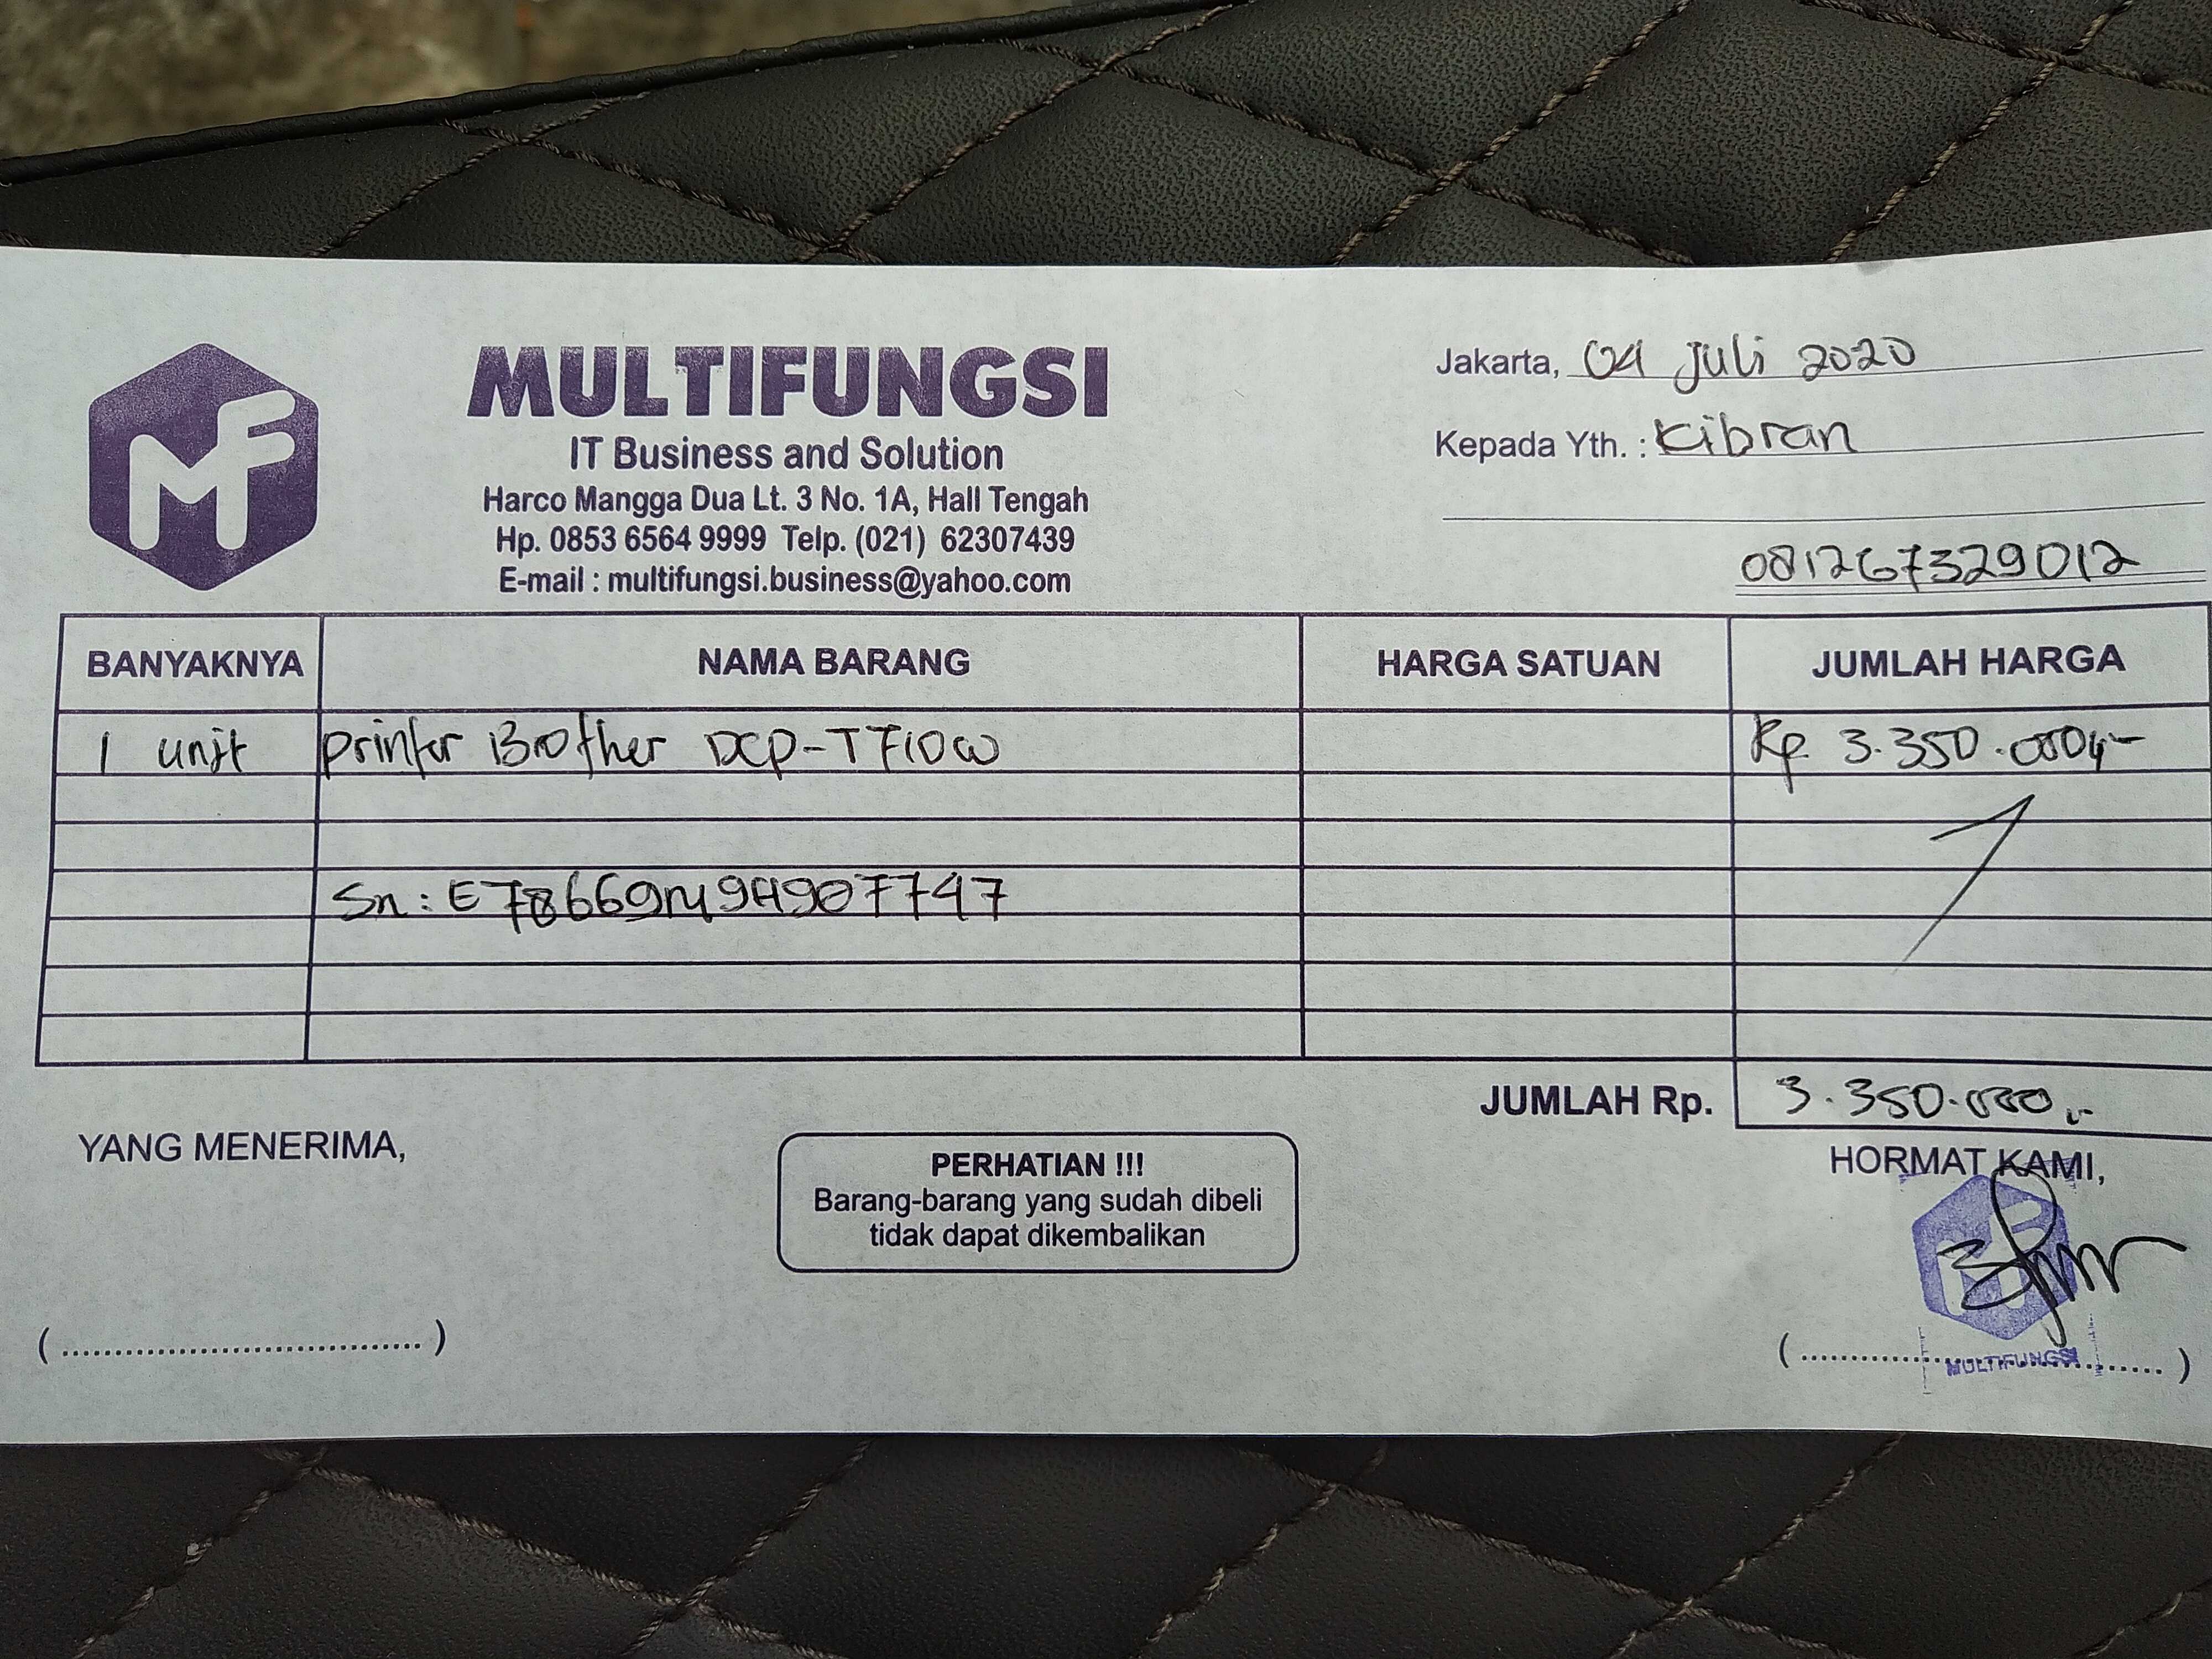 MF
MULTIFUNGSI
IT Business and Solution
Harco Mangga Dua Lt. 3 No. 1A, Hall Tengah
Hp. 0853 6564 9999 Telp. (021) 62307439
E-mail : multifungsi.business@yahoo.com
Jakarta, 04 Juli 2020
Kepada Yth. : Kibran
081267329012
BANYAKNYA NAMA BARANG HARGA SATUAN JUMLAH HARGA
1 unit printer Brother DCP-T710W Rp. 3.350.000,-
Sn : E78669M9H907747
JUMLAH Rp. 3.350.000,-
YANG MENERIMA,
PERHATIAN !!!
Barang-barang yang sudah dibeli
tidak dapat dikembalikan
HORMAT KAMI,
MULTIFUNGSI
(....................................) (....................................)